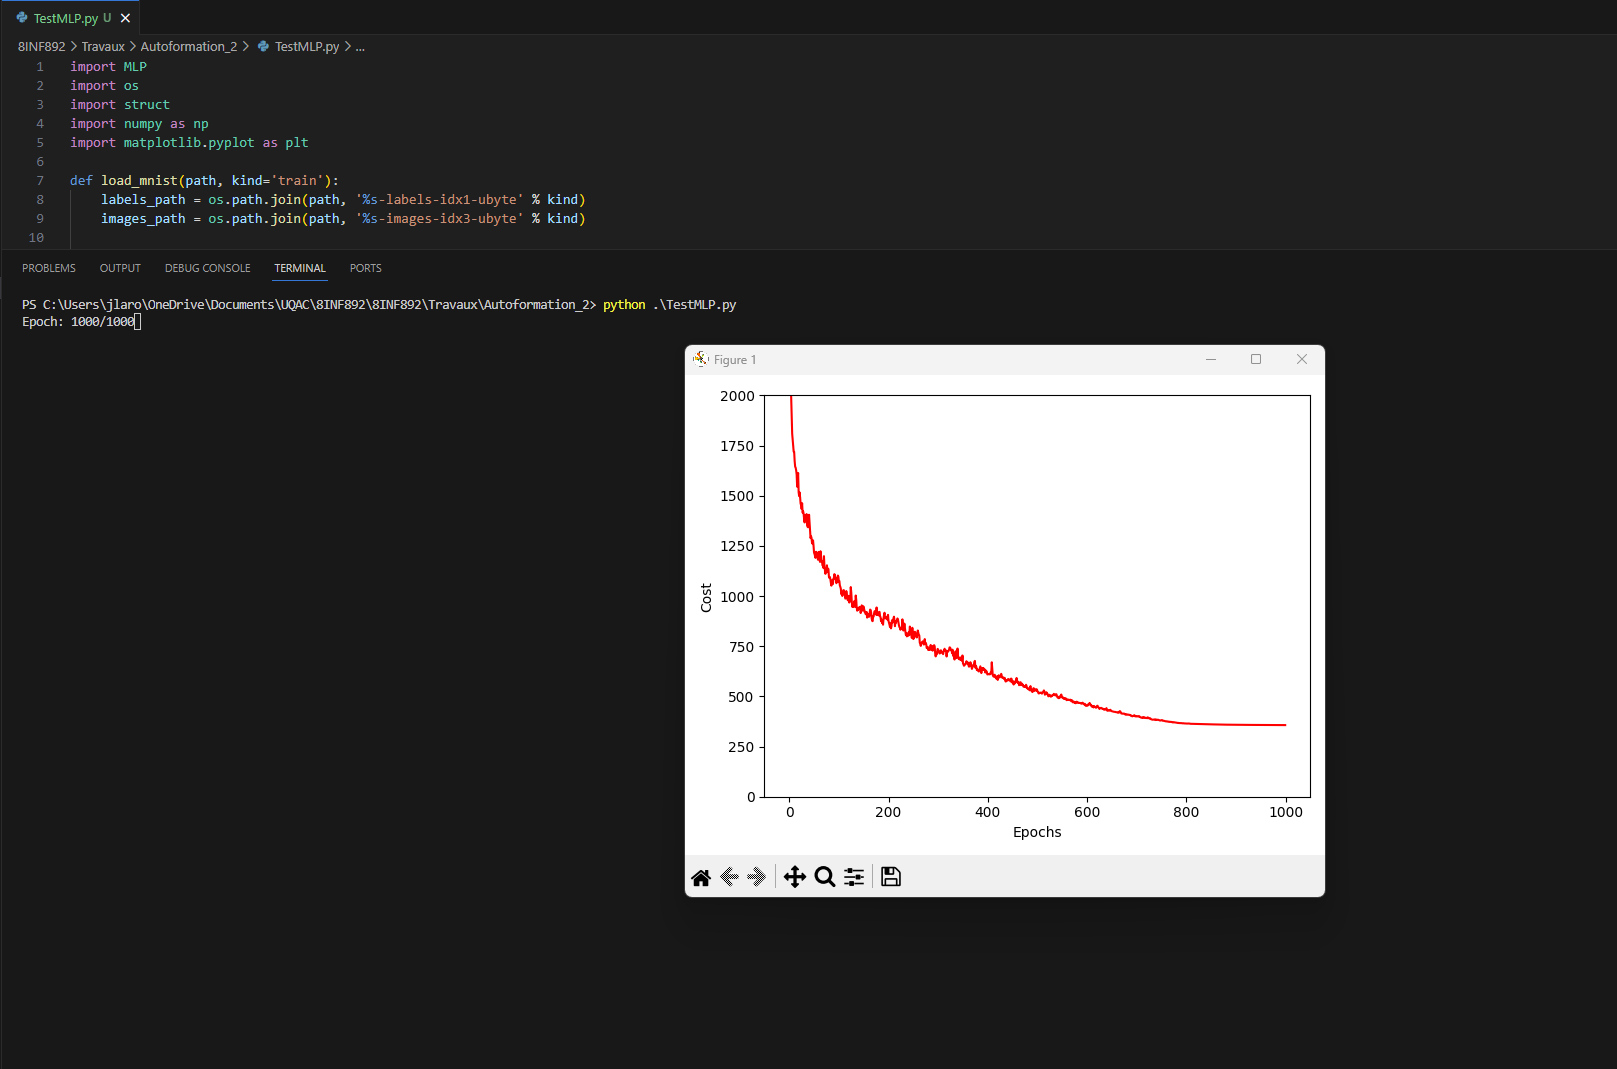 TestMLP.py U
8INF892 > Travaux > Autoformation_2 > TestMLP.py > ...
1 import MLP
2 import os
3 import struct
4 import numpy as np
5 import matplotlib.pyplot as plt
6
7 def load_mnist(path, kind='train'):
8 labels_path = os.path.join(path, '%s-labels-idx1-ubyte' % kind)
9 images_path = os.path.join(path, '%s-images-idx3-ubyte' % kind)
10
PROBLEMS OUTPUT DEBUG CONSOLE TERMINAL PORTS
PS C:\Users\jlaro\OneDrive\Documents\UQAC\8INF892\8INF892\Travaux\Autoformation_2> python .\TestMLP.py
Epoch: 1000/1000
Figure 1
2000
1750
1500
1250
1000
750
500
250
0
Cost
0 200 400 600 800 1000
Epochs